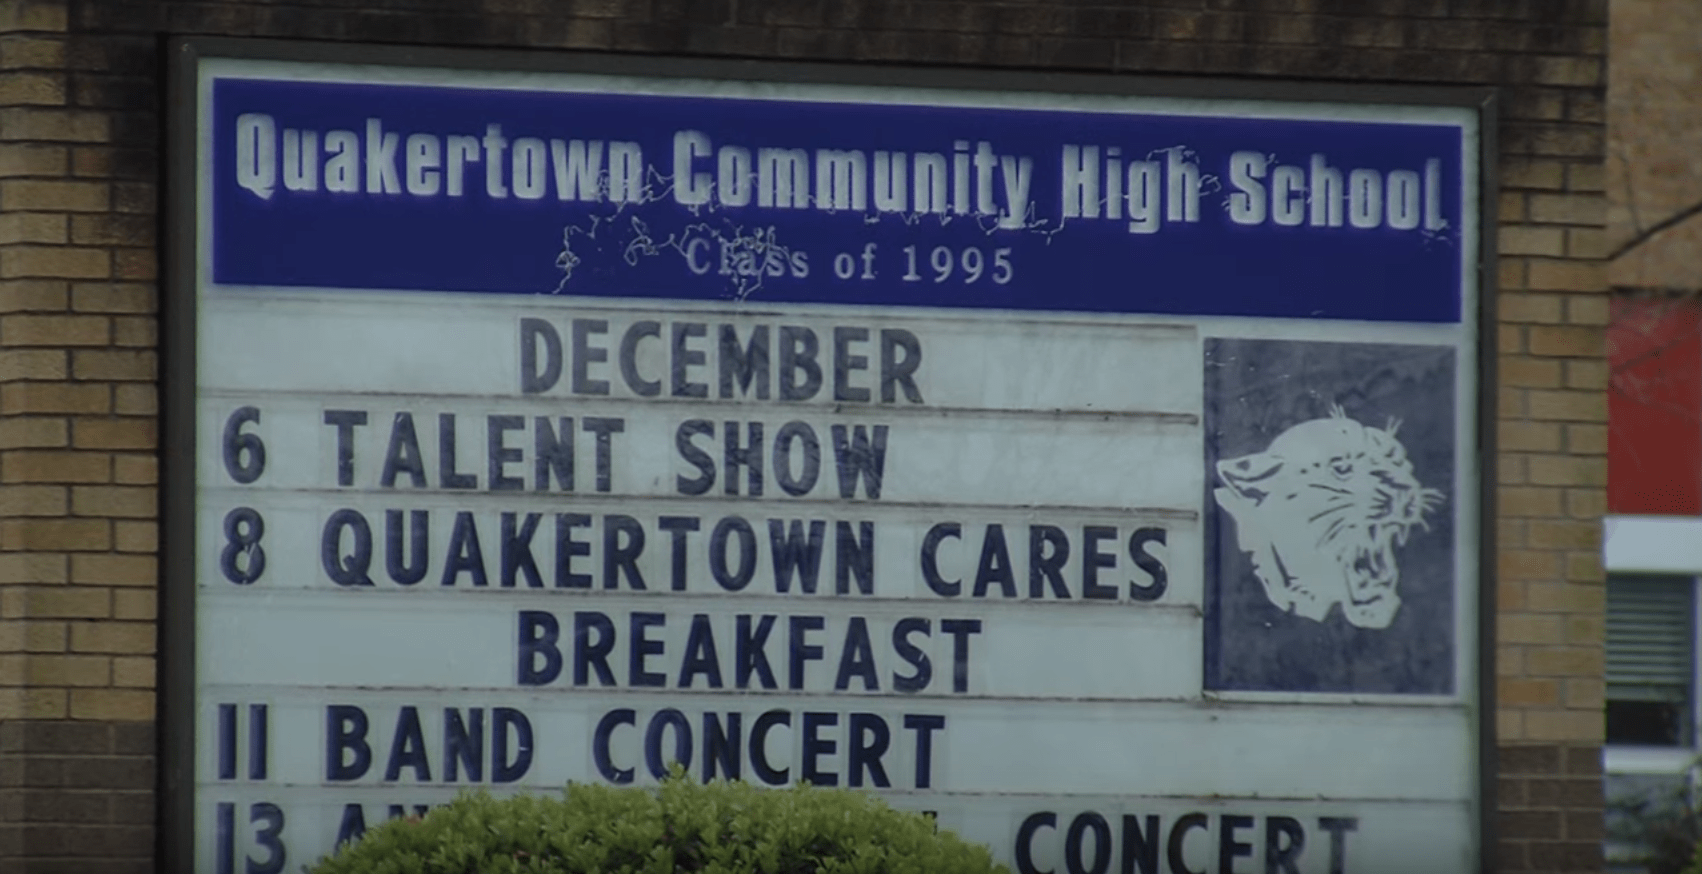 Quakertown Community High School
Class of 1995
DECEMBER
6 TALENT SHOW
8 QUAKERTOWN CARES
BREAKFAST
11 BAND CONCERT
13 CONCERT